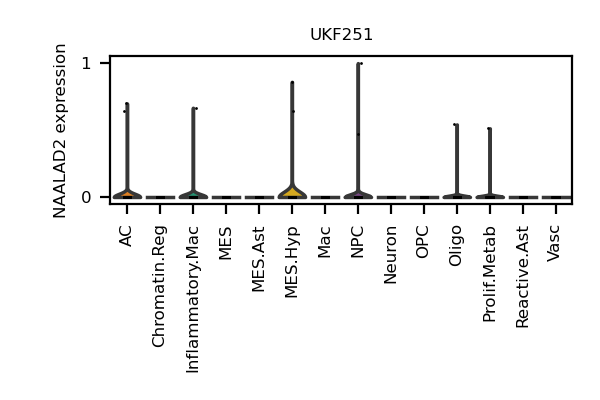 UKF251
NAALAD2 expression
1
0
AC
Chromatin.Reg
Inflammatory.Mac
MES
MES.Ast
MES.Hyp
Mac
NPC
Neuron
OPC
Oligo
Prolif.Metab
Reactive.Ast
Vasc